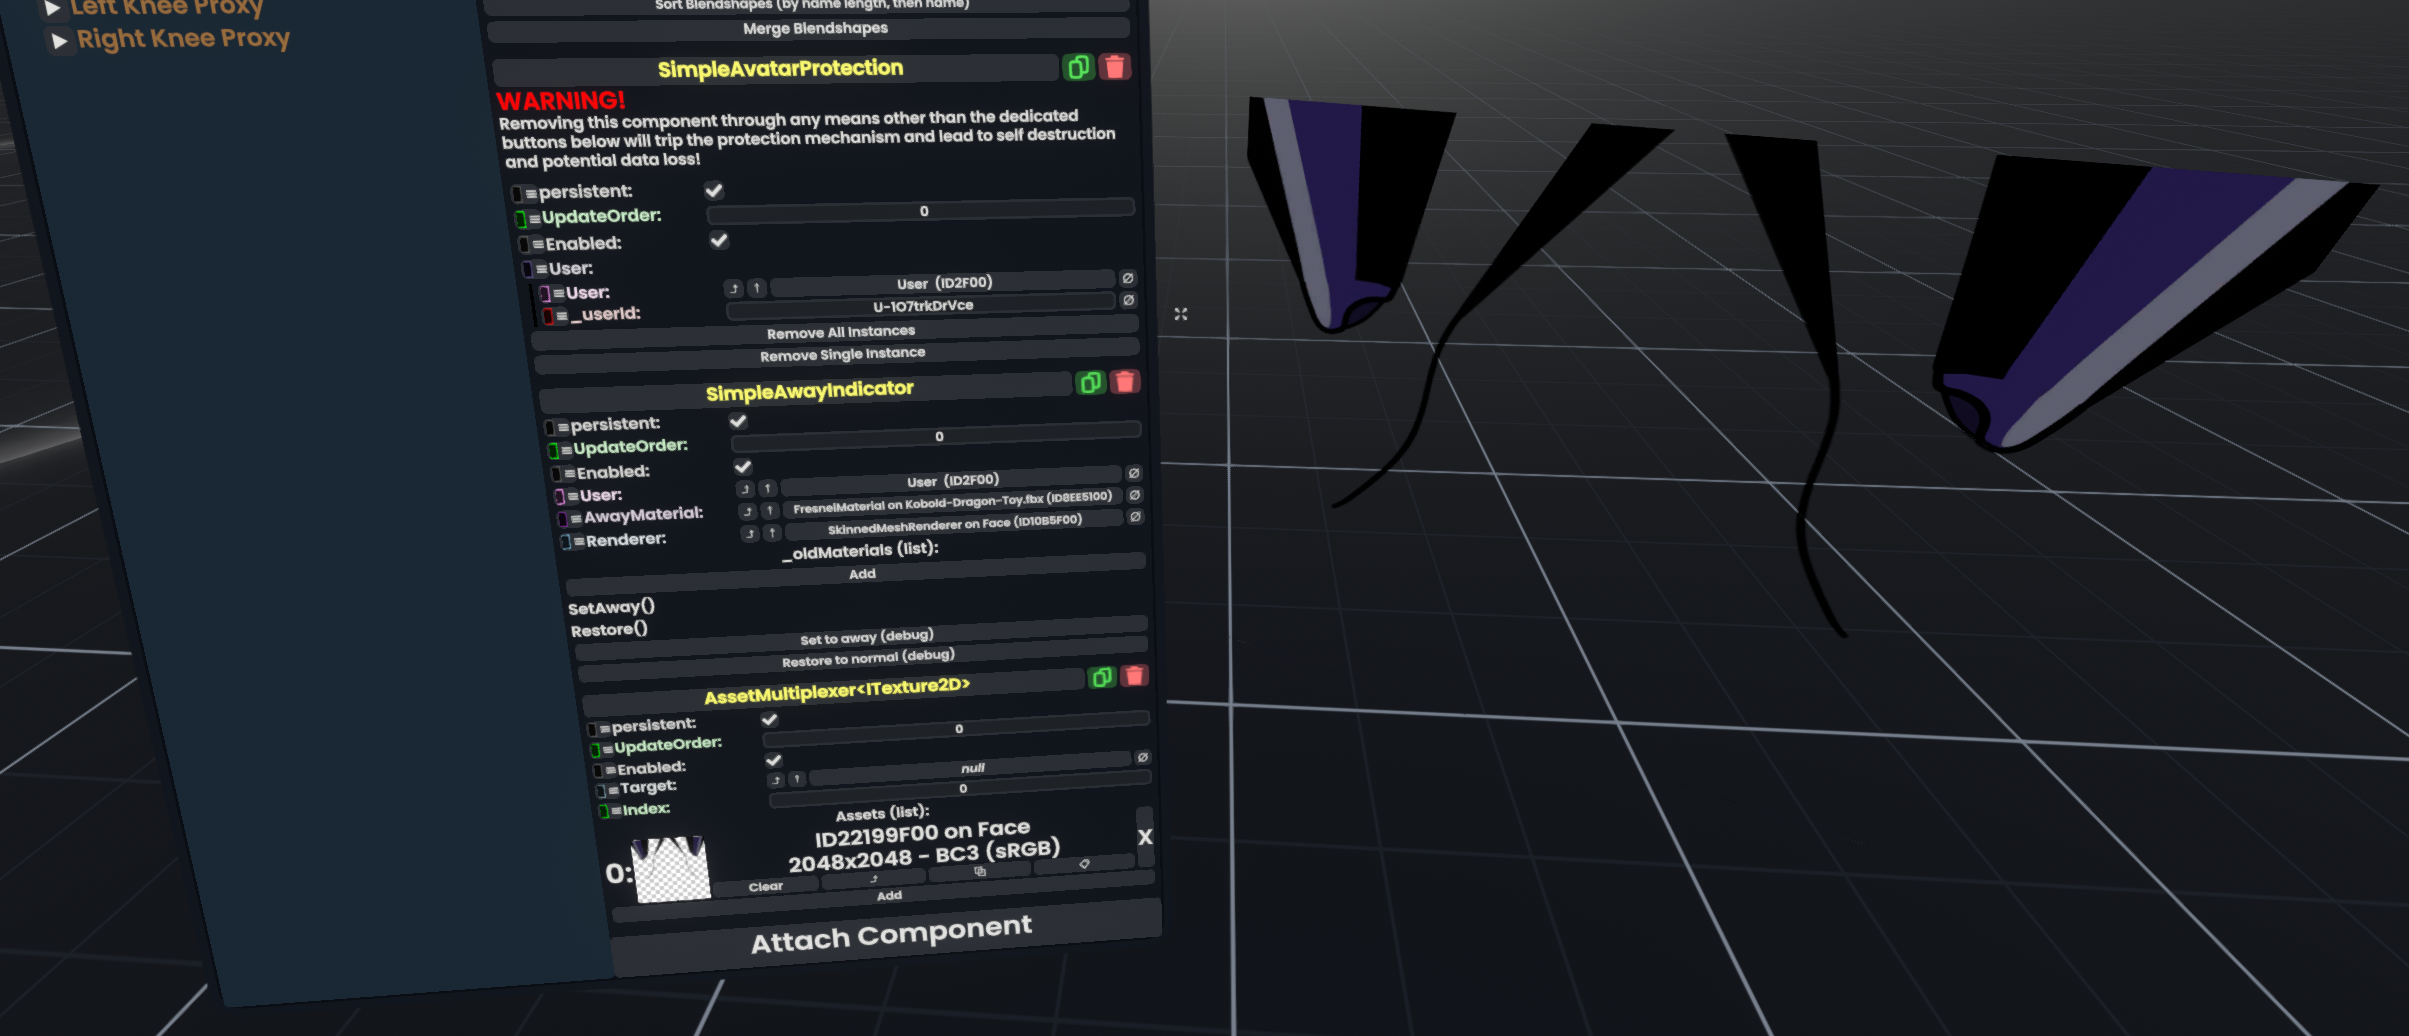 Left Knee Proxy
Right Knee Proxy
Sort Blendshapes (by name length, then name)
Merge Blendshapes
SimpleAvatarProtection
WARNING!
Removing this component through any means other than the dedicated
buttons below will trip the protection mechanism and lead to self destruction
and potential data loss!
persistent:
UpdateOrder: 0
Enabled:
User:
User: User (ID2F00)
_userId: U-1O7trkDrVce
Remove All Instances
Remove Single Instance
SimpleAwayIndicator
persistent:
UpdateOrder: 0
Enabled:
User: User (ID2F00)
AwayMaterial: FresnelMaterial on Kobold-Dragon-Toy.fbx (ID8EE5100)
Renderer: SkinnedMeshRenderer on Face (ID10B5F00)
_oldMaterials (list):
Add
SetAway()
Restore()
Set to away (debug)
Restore to normal (debug)
AssetMultiplexer<ITexture2D>
persistent:
UpdateOrder: 0
Enabled:
Target: null
Index: 0
Assets (list):
0: ID22199F00 on Face
2048x2048 - BC3 (sRGB)
X
Clear
Add
Attach Component